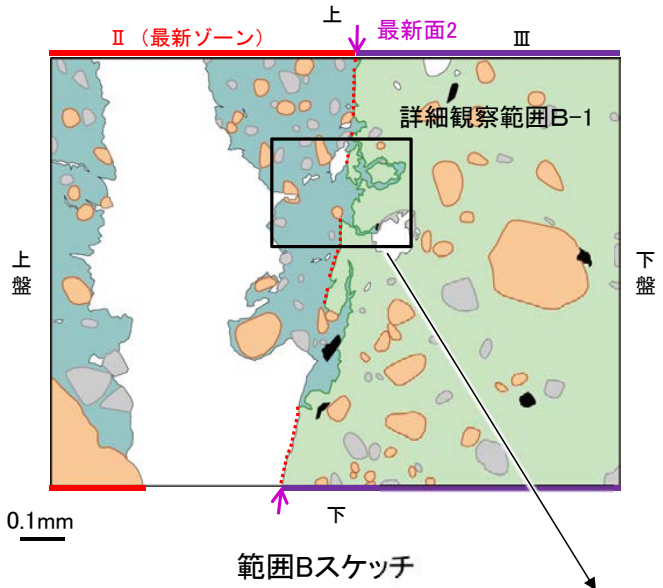 上
Ⅱ（最新ゾーン）
最新面2
Ⅲ
詳細観察範囲B-1
上盤
下盤
下
0.1mm
範囲Bスケッチ